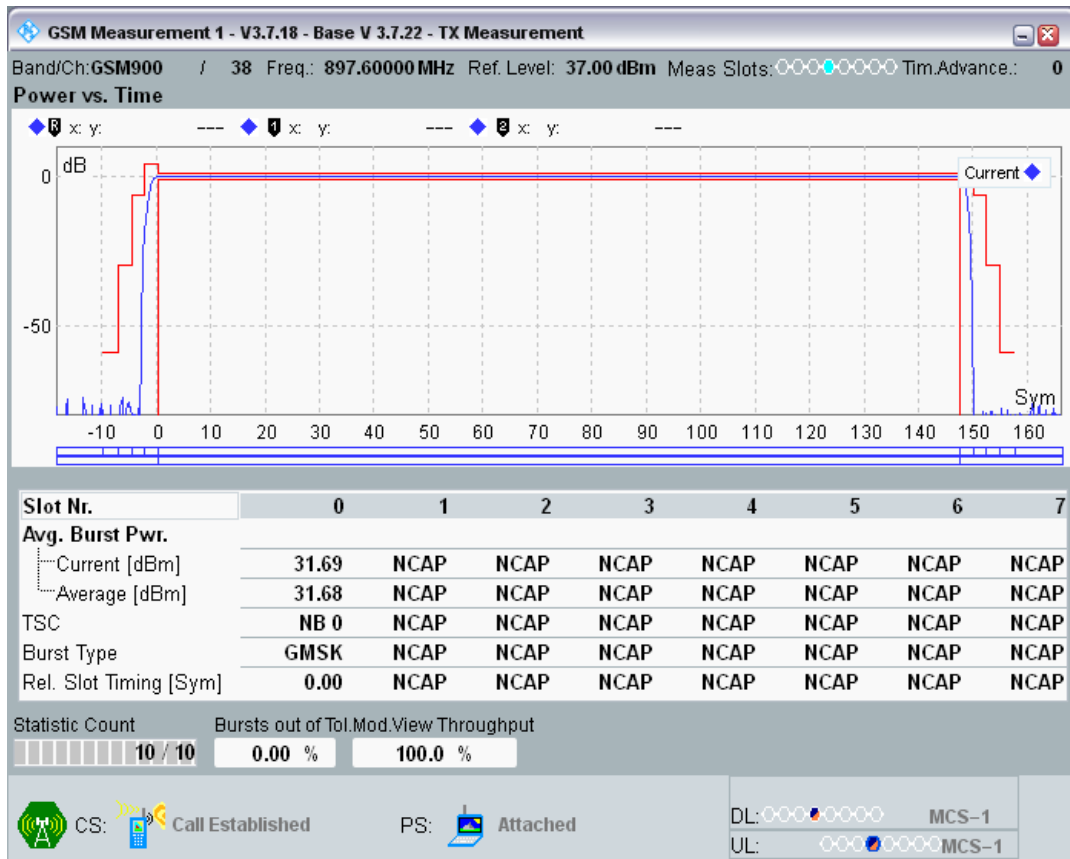 GSM Measurement 1 - V3.7.18 - Base V 3.7.22 - TX Measurement
Band/Ch:GSM900 / 38 Freq.: 897.60000 MHz Ref. Level: 37.00 dBm Meas Slots: Tim.Advance.: 0
Power vs. Time
R x: y: --- 1 x: y: --- 2 x: y: ---
dB
Current
0
-50
Sym
-10 0 10 20 30 40 50 60 70 80 90 100 110 120 130 140 150 160
Slot Nr. 0 1 2 3 4 5 6 7
Avg. Burst Pwr.
Current [dBm] 31.69 NCAP NCAP NCAP NCAP NCAP NCAP NCAP
Average [dBm] 31.68 NCAP NCAP NCAP NCAP NCAP NCAP NCAP
TSC NB 0 NCAP NCAP NCAP NCAP NCAP NCAP NCAP
Burst Type GMSK NCAP NCAP NCAP NCAP NCAP NCAP NCAP
Rel. Slot Timing [Sym] 0.00 NCAP NCAP NCAP NCAP NCAP NCAP NCAP
Statistic Count Bursts out of Tol.Mod.View Throughput
10 / 10 0.00 % 100.0 %
CS: Call Established PS: Attached DL: MCS-1
UL: MCS-1